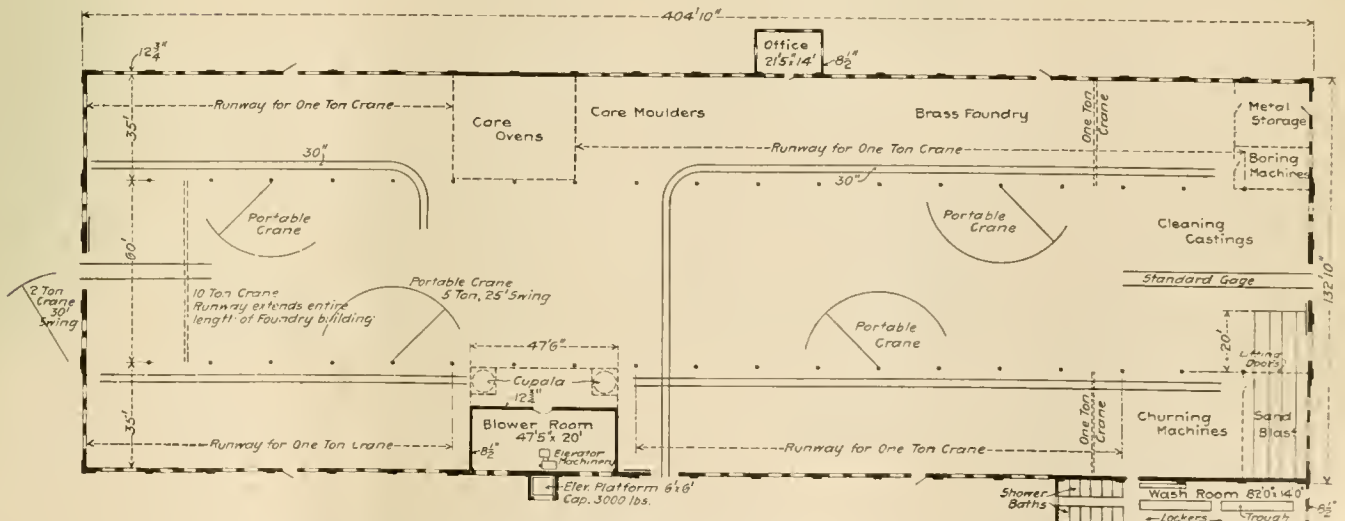 404'10"
12¾"
Office
21'5"x14'
8½"
Runway for One Ton Crane
35'
Core
Ovens
Core Moulders
Brass Foundry
One Ton
Crane
Metal
Storage
Runway for One Ton Crane
Boring
Machines
30"
30"
Portable
Crane
Portable
Crane
Cleaning
Castings
60'
132'10"
2 Ton
Crane
30'
Swing
10 Ton Crane
Runway extends entire
length of Foundry building
Portable Crane
5 Ton, 25' Swing
Standard Gage
Portable
Crane
20'
Lifting
Doors
47'6"
Cupola
12¾"
35'
Runway for One Ton Crane
Blower Room
47'5" x 20'
8½"
Elevator
Machinery
Runway for One Ton Crane
One Ton
Crane
Churning
Machines
Sand
Blast
Elev. Platform 6'x6'
Cap. 3000 lbs.
Shower
Baths
Wash Room 82'0"x14'0"
Lockers
Trough
8½"